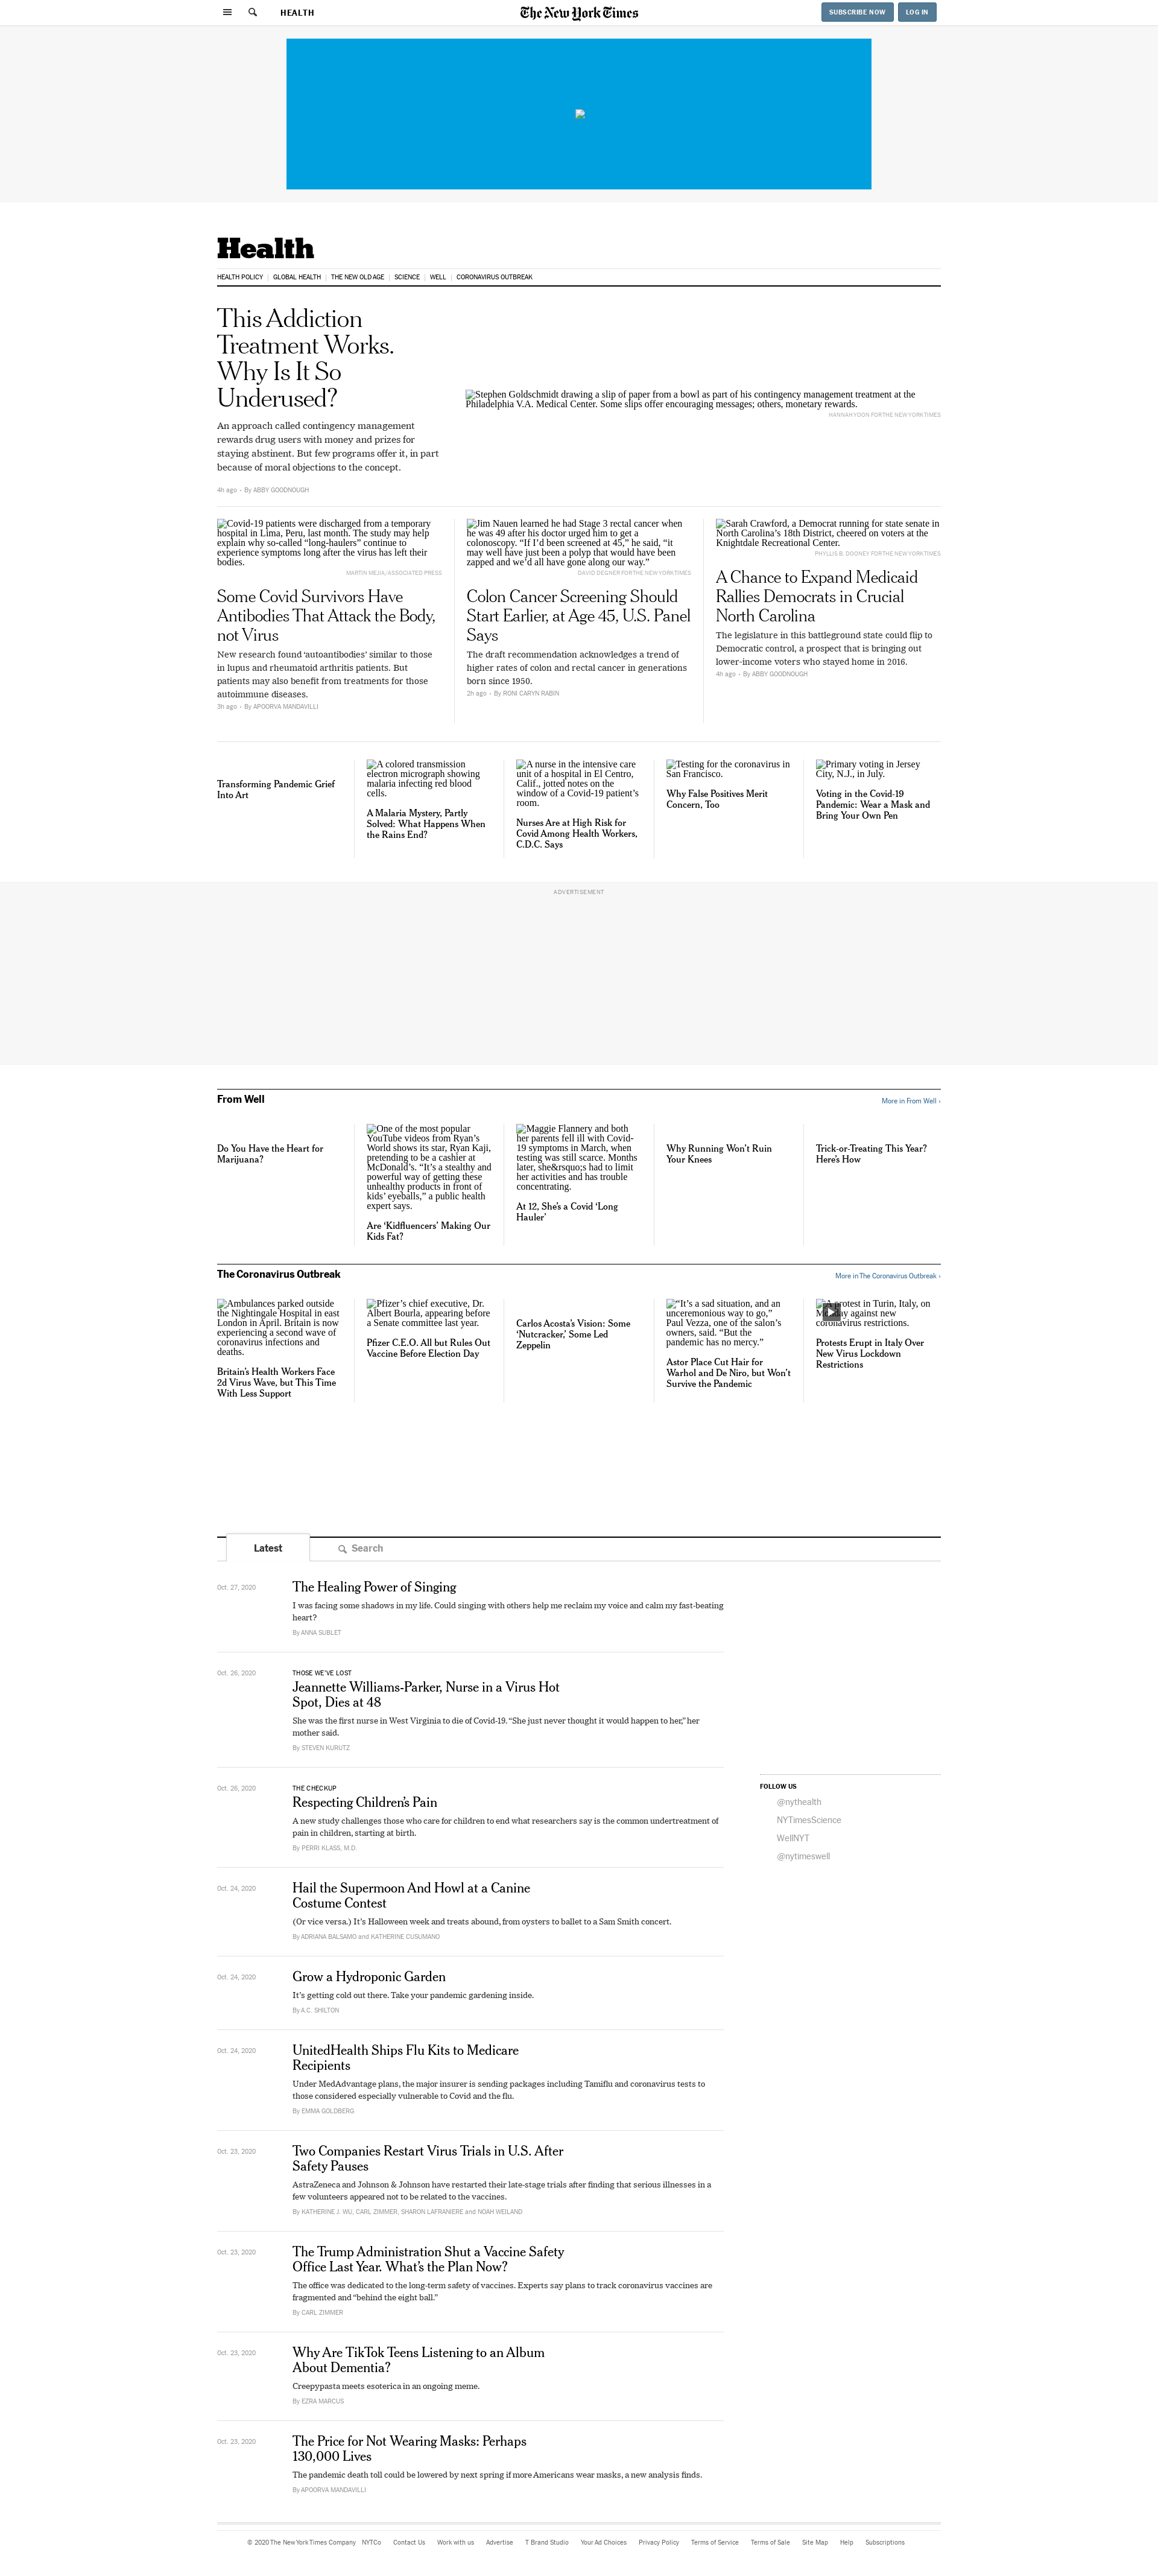 HEALTH
The New York Times
SUBSCRIBE NOW
LOG IN
Health
HEALTH POLICY
GLOBAL HEALTH
THE NEW OLD AGE
SCIENCE
WELL
CORONAVIRUS OUTBREAK
This Addiction
Treatment Works.
Why Is It So
Underused?
An approach called contingency management
rewards drug users with money and prizes for
staying abstinent. But few programs offer it, in part
because of moral objections to the concept.
4h ago • By ABBY GOODNOUGH
Stephen Goldschmidt drawing a slip of paper from a bowl as part of his contingency management treatment at the
Philadelphia V.A. Medical Center. Some slips offer encouraging messages; others, monetary rewards.
HANNAH YOON FOR THE NEW YORK TIMES
Covid-19 patients were discharged from a temporary
hospital in Lima, Peru, last month. The study may help
explain why so-called “long-haulers” continue to
experience symptoms long after the virus has left their
bodies.
MARTIN MEJIA/ASSOCIATED PRESS
Some Covid Survivors Have
Antibodies That Attack the Body,
not Virus
New research found ‘autoantibodies’ similar to those
in lupus and rheumatoid arthritis patients. But
patients may also benefit from treatments for those
autoimmune diseases.
3h ago • By APOORVA MANDAVILLI
Jim Nauen learned he had Stage 3 rectal cancer when
he was 49 after his doctor urged him to get a
colonoscopy. “If I’d been screened at 45,” he said, “it
may well have just been a polyp that would have been
zapped and we’d all have gone along our way.”
DAVID DEGNER FOR THE NEW YORK TIMES
Colon Cancer Screening Should
Start Earlier, at Age 45, U.S. Panel
Says
The draft recommendation acknowledges a trend of
higher rates of colon and rectal cancer in generations
born since 1950.
2h ago • By RONI CARYN RABIN
Sarah Crawford, a Democrat running for state senate in
North Carolina’s 18th District, cheered on voters at the
Knightdale Recreational Center.
PHYLLIS B. DOONEY FOR THE NEW YORK TIMES
A Chance to Expand Medicaid
Rallies Democrats in Crucial
North Carolina
The legislature in this battleground state could flip to
Democratic control, a prospect that is bringing out
lower-income voters who stayed home in 2016.
4h ago • By ABBY GOODNOUGH
Transforming Pandemic Grief
Into Art
A colored transmission
electron micrograph showing
malaria infecting red blood
cells.
A Malaria Mystery, Partly
Solved: What Happens When
the Rains End?
A nurse in the intensive care
unit of a hospital in El Centro,
Calif., jotted notes on the
window of a Covid-19 patient’s
room.
Nurses Are at High Risk for
Covid Among Health Workers,
C.D.C. Says
Testing for the coronavirus in
San Francisco.
Why False Positives Merit
Concern, Too
Primary voting in Jersey
City, N.J., in July.
Voting in the Covid-19
Pandemic: Wear a Mask and
Bring Your Own Pen
ADVERTISEMENT
From Well
More in From Well ›
Do You Have the Heart for
Marijuana?
One of the most popular
YouTube videos from Ryan’s
World shows its star, Ryan Kaji,
pretending to be a cashier at
McDonald’s. “It’s a stealthy and
powerful way of getting these
unhealthy products in front of
kids’ eyeballs,” a public health
expert says.
Are ‘Kidfluencers’ Making Our
Kids Fat?
Maggie Flannery and both
her parents fell ill with Covid-
19 symptoms in March, when
testing was still scarce. Months
later, she&rsquo;s had to limit
her activities and has trouble
concentrating.
At 12, She’s a Covid ‘Long
Hauler’
Why Running Won’t Ruin
Your Knees
Trick-or-Treating This Year?
Here’s How
The Coronavirus Outbreak
More in The Coronavirus Outbreak ›
Ambulances parked outside
the Nightingale Hospital in east
London in April. Britain is now
experiencing a second wave of
coronavirus infections and
deaths.
Britain’s Health Workers Face
2d Virus Wave, but This Time
With Less Support
Pfizer’s chief executive, Dr.
Albert Bourla, appearing before
a Senate committee last year.
Pfizer C.E.O. All but Rules Out
Vaccine Before Election Day
Carlos Acosta’s Vision: Some
‘Nutcracker,’ Some Led
Zeppelin
“It’s a sad situation, and an
unceremonious way to go,”
Paul Vezza, one of the salon’s
owners, said. “But the
pandemic has no mercy.”
Astor Place Cut Hair for
Warhol and De Niro, but Won’t
Survive the Pandemic
A protest in Turin, Italy, on
against new
coronavirus restrictions.
Protests Erupt in Italy Over
New Virus Lockdown
Restrictions
Latest
Search
Oct. 27, 2020
The Healing Power of Singing
I was facing some shadows in my life. Could singing with others help me reclaim my voice and calm my fast-beating
heart?
By ANNA SUBLET
Oct. 26, 2020
THOSE WE’VE LOST
Jeannette Williams-Parker, Nurse in a Virus Hot
Spot, Dies at 48
She was the first nurse in West Virginia to die of Covid-19. “She just never thought it would happen to her,” her
mother said.
By STEVEN KURUTZ
Oct. 26, 2020
THE CHECKUP
Respecting Children’s Pain
A new study challenges those who care for children to end what researchers say is the common undertreatment of
pain in children, starting at birth.
By PERRI KLASS, M.D.
FOLLOW US
@nythealth
NYTimesScience
WellNYT
@nytimeswell
Oct. 24, 2020
Hail the Supermoon And Howl at a Canine
Costume Contest
(Or vice versa.) It’s Halloween week and treats abound, from oysters to ballet to a Sam Smith concert.
By ADRIANA BALSAMO and KATHERINE CUSUMANO
Oct. 24, 2020
Grow a Hydroponic Garden
It’s getting cold out there. Take your pandemic gardening inside.
By A.C. SHILTON
Oct. 24, 2020
UnitedHealth Ships Flu Kits to Medicare
Recipients
Under MedAdvantage plans, the major insurer is sending packages including Tamiflu and coronavirus tests to
those considered especially vulnerable to Covid and the flu.
By EMMA GOLDBERG
Oct. 23, 2020
Two Companies Restart Virus Trials in U.S. After
Safety Pauses
AstraZeneca and Johnson & Johnson have restarted their late-stage trials after finding that serious illnesses in a
few volunteers appeared not to be related to the vaccines.
By KATHERINE J. WU, CARL ZIMMER, SHARON LAFRANIERE and NOAH WEILAND
Oct. 23, 2020
The Trump Administration Shut a Vaccine Safety
Office Last Year. What’s the Plan Now?
The office was dedicated to the long-term safety of vaccines. Experts say plans to track coronavirus vaccines are
fragmented and “behind the eight ball.”
By CARL ZIMMER
Oct. 23, 2020
Why Are TikTok Teens Listening to an Album
About Dementia?
Creepypasta meets esoterica in an ongoing meme.
By EZRA MARCUS
Oct. 23, 2020
The Price for Not Wearing Masks: Perhaps
130,000 Lives
The pandemic death toll could be lowered by next spring if more Americans wear masks, a new analysis finds.
By APOORVA MANDAVILLI
© 2020 The New York Times Company
NYTCo
Contact Us
Work with us
Advertise
T Brand Studio
Your Ad Choices
Privacy Policy
Terms of Service
Terms of Sale
Site Map
Help
Subscriptions